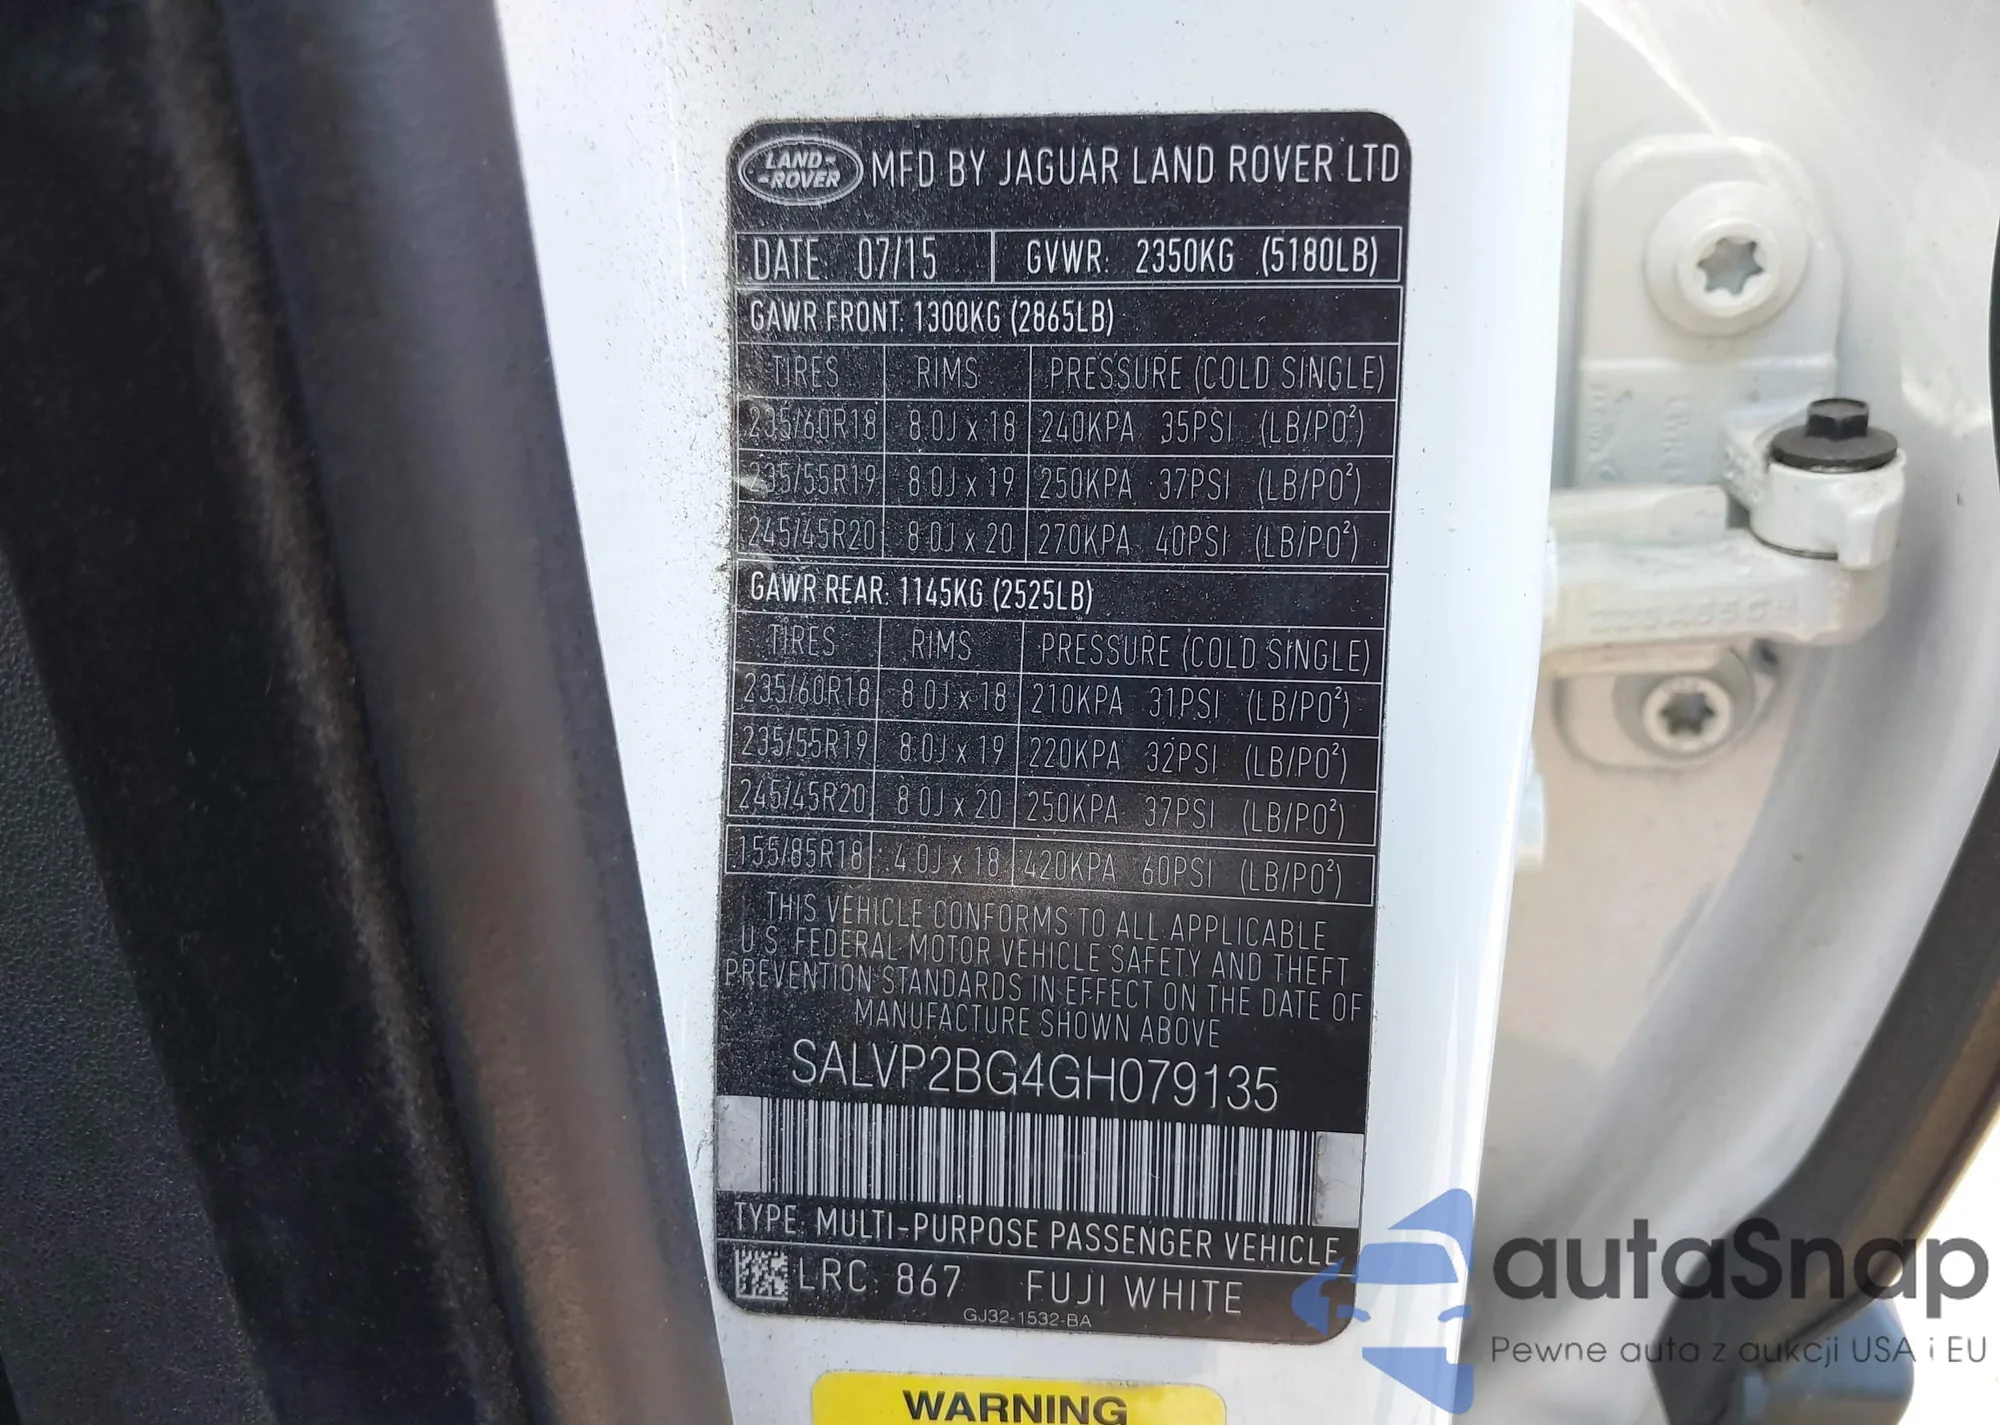 LAND-
-ROVER
MFD BY JAGUAR LAND ROVER LTD
DATE: 07/15 GVWR: 2350KG (5180LB)
GAWR FRONT: 1300KG (2865LB)
TIRES RIMS PRESSURE (COLD SINGLE)
235/60R18 8.0J x 18 240KPA 35PSI (LB/PO²)
235/55R19 8.0J x 19 250KPA 37PSI (LB/PO²)
245/45R20 8.0J x 20 270KPA 40PSI (LB/PO²)
GAWR REAR: 1145KG (2525LB)
TIRES RIMS PRESSURE (COLD SINGLE)
235/60R18 8.0J x 18 210KPA 31PSI (LB/PO²)
235/55R19 8.0J x 19 220KPA 32PSI (LB/PO²)
245/45R20 8.0J x 20 250KPA 37PSI (LB/PO²)
155/85R18 4.0J x 18 420KPA 60PSI (LB/PO²)
THIS VEHICLE CONFORMS TO ALL APPLICABLE
U.S. FEDERAL MOTOR VEHICLE SAFETY AND THEFT
PREVENTION STANDARDS IN EFFECT ON THE DATE OF
MANUFACTURE SHOWN ABOVE
SALVP2BG4GH079135
TYPE: MULTI-PURPOSE PASSENGER VEHICLE
LRC: 867 FUJI WHITE
GJ32-1532-BA
WARNING
autaSnap
Pewne auta z aukcji USA i EU